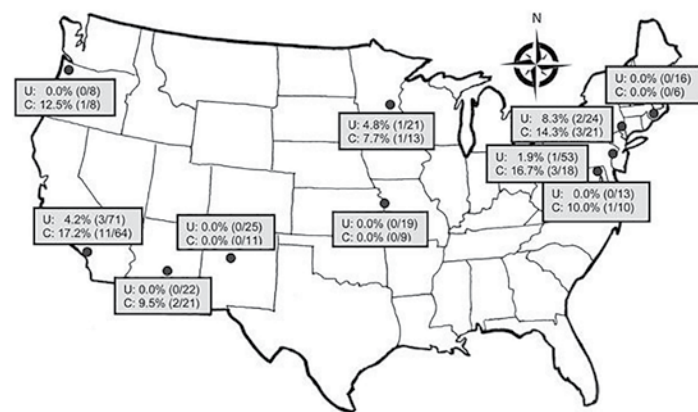 N
U: 0.0% (0/8)
C: 12.5% (1/8)
U: 4.8% (1/21)
C: 7.7% (1/13)
U: 0.0% (0/16)
C: 0.0% (0/6)
U: 8.3% (2/24)
C: 14.3% (3/21)
U: 1.9% (1/53)
C: 16.7% (3/18)
U: 0.0% (0/13)
C: 10.0% (1/10)
U: 4.2% (3/71)
C: 17.2% (11/64)
U: 0.0% (0/25)
C: 0.0% (0/11)
U: 0.0% (0/19)
C: 0.0% (0/9)
U: 0.0% (0/22)
C: 9.5% (2/21)